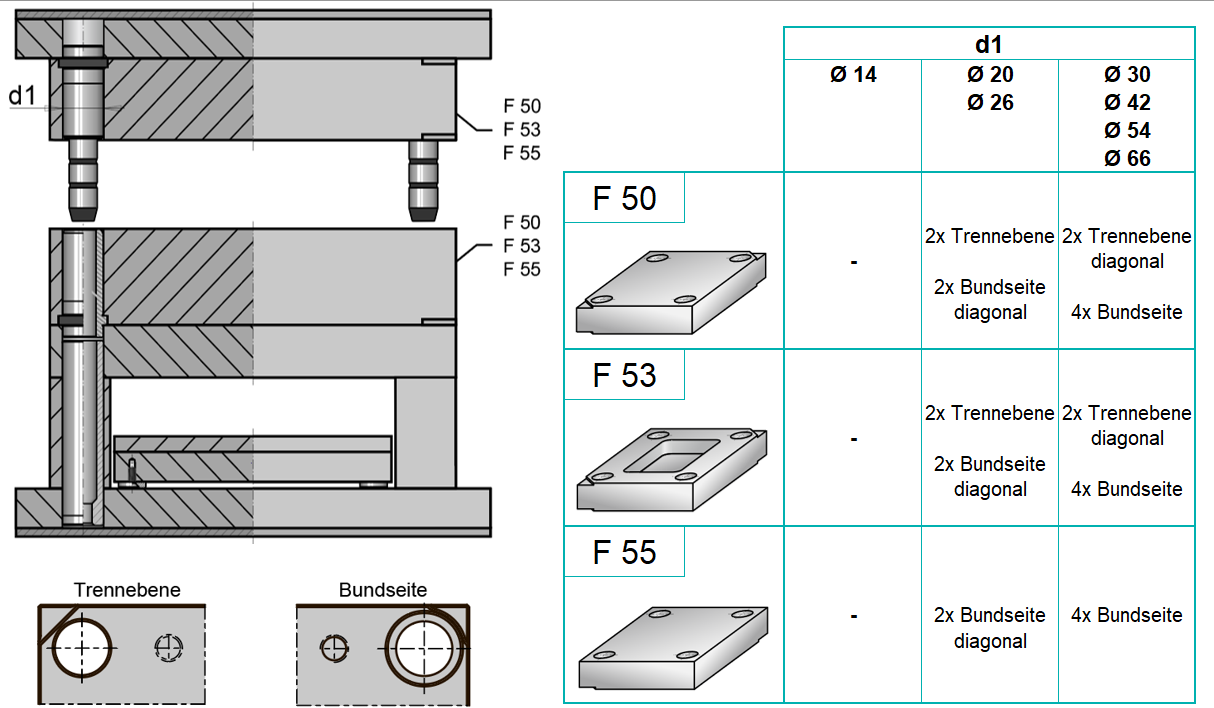 d1
F 50
F 53
F 55
F 50
F 53
F 55
Trennebene
Bundseite
d1
Ø 14
Ø 20
Ø 26
Ø 30
Ø 42
Ø 54
Ø 66
F 50
-
2x Trennebene
2x Bundseite
diagonal
2x Trennebene
diagonal
4x Bundseite
F 53
-
2x Trennebene
2x Bundseite
diagonal
2x Trennebene
diagonal
4x Bundseite
F 55
-
2x Bundseite
diagonal
4x Bundseite